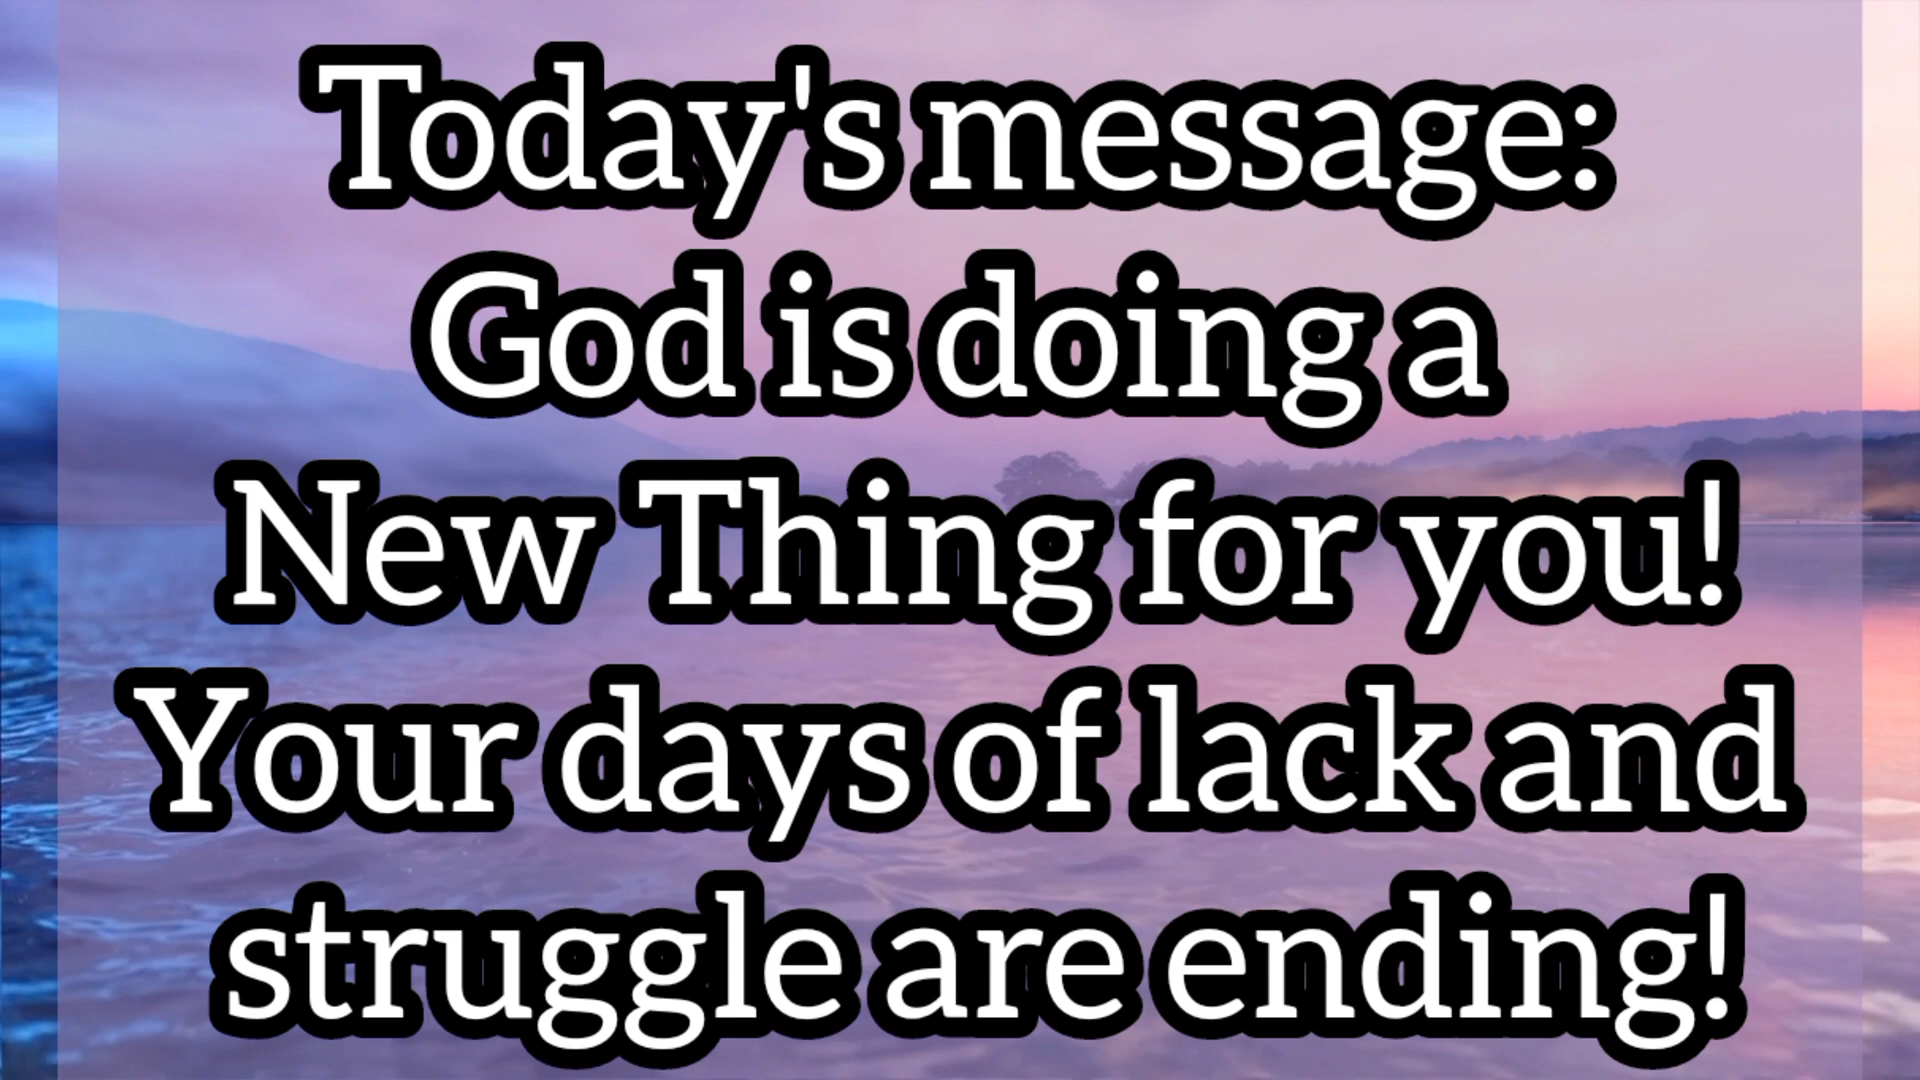 Today's message:
God is doing a
New Thing for you!
Your days of lack and
struggle are ending!